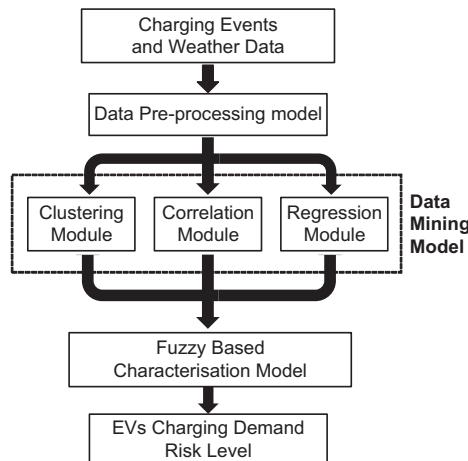 Charging Events
and Weather Data
Data Pre-processing model
Clustering
Module
Correlation
Module
Regression
Module
Data
Mining
Model
Fuzzy Based
Characterisation Model
EVs Charging Demand
Risk Level